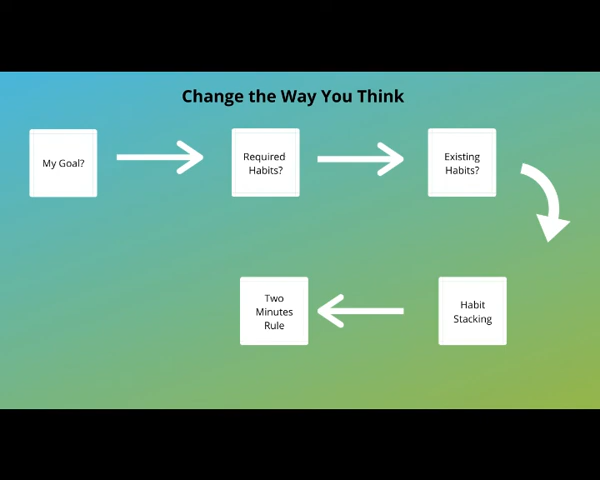 Change the Way You Think
My Goal?
Required
Habits?
Existing
Habits?
Two
Minutes
Rule
Habit
Stacking